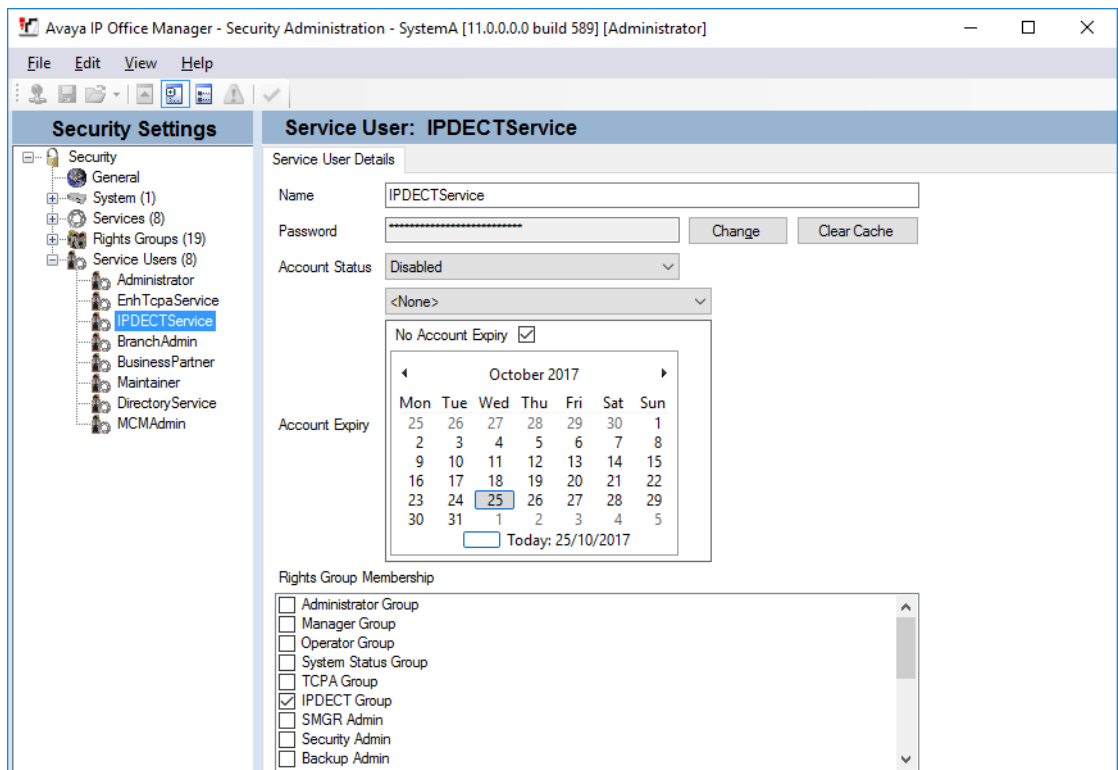 Avaya IP Office Manager - Security Administration - SystemA [11.0.0.0.0 build 589] [Administrator]
File Edit View Help
Security Settings
Security
General
System (1)
Services (8)
Rights Groups (19)
Service Users (8)
Administrator
EnhTcpaService
IPDECTService
BranchAdmin
BusinessPartner
Maintainer
DirectoryService
MCMAdmin
Service User: IPDECTService
Service User Details
Name IPDECTService
Password *************************** Change Clear Cache
Account Status Disabled
<None>
No Account Expiry
October 2017
Mon Tue Wed Thu Fri Sat Sun
25 26 27 28 29 30 1
2 3 4 5 6 7 8
9 10 11 12 13 14 15
16 17 18 19 20 21 22
23 24 25 26 27 28 29
30 31 1 2 3 4 5
Today: 25/10/2017
Account Expiry
Rights Group Membership
Administrator Group
Manager Group
Operator Group
System Status Group
TCPA Group
IPDECT Group
SMGR Admin
Security Admin
Backup Admin